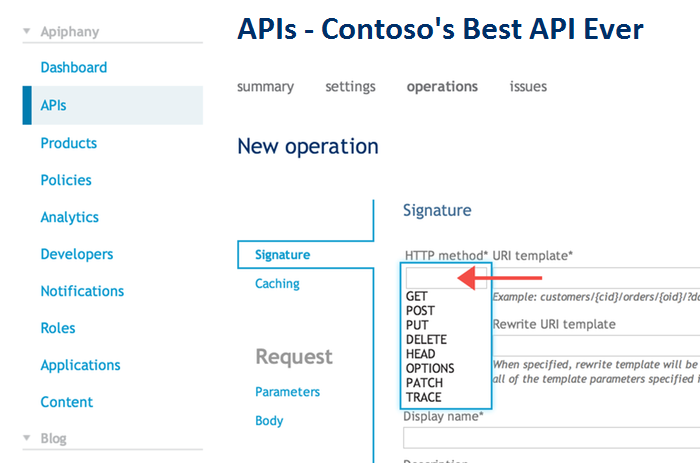 Apiphany
Dashboard
APIs
Products
Policies
Analytics
Developers
Notifications
Roles
Applications
Content
Blog
APIs - Contoso's Best API Ever
summary settings operations issues
New operation
Signature
Caching
Request
Parameters
Body
Signature
HTTP method* URI template*
GET
POST
PUT
DELETE
HEAD
OPTIONS
PATCH
TRACE
Example: customers/{cid}/orders/{oid}/?da
Rewrite URI template
When specified, rewrite template will be
all of the template parameters specified i
Display name*
Description